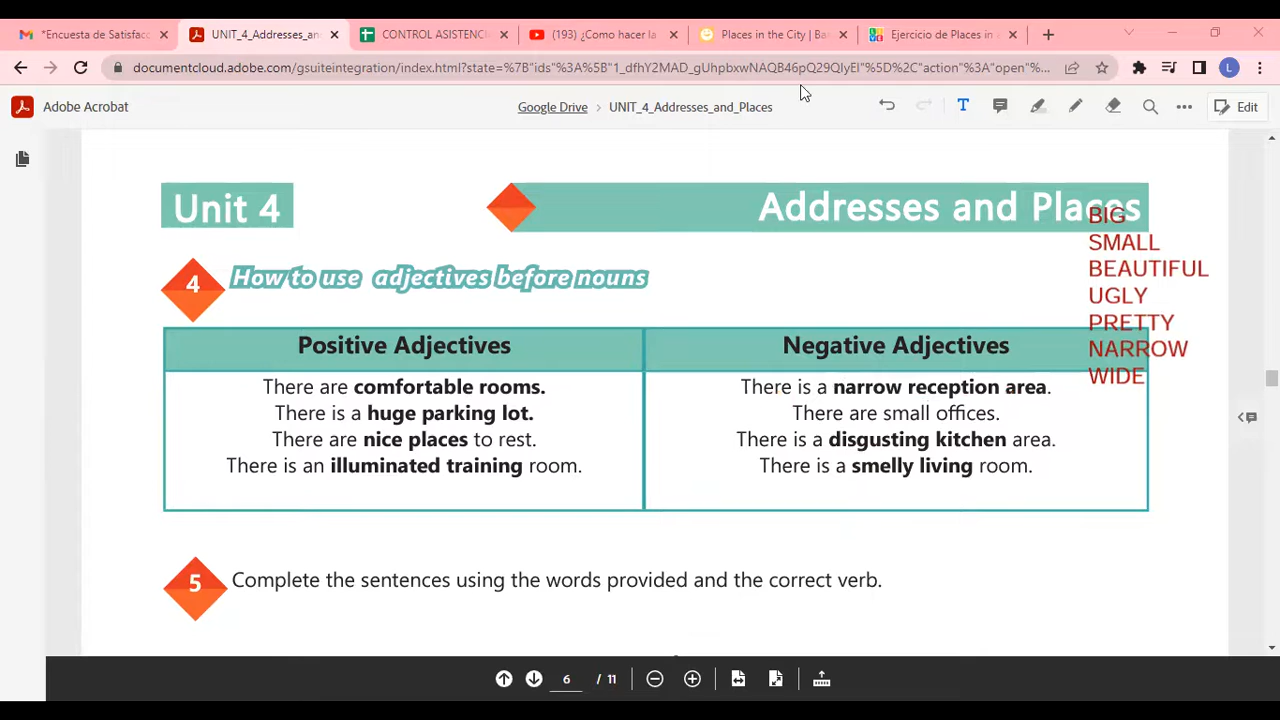 *Encuesta de Satisfacc
UNIT_4_Addresses_an
CONTROL ASISTENCI
(193) ¿Como hacer la
Places in the City | Ba
Ejercicio de Places in
documentcloud.adobe.com/gsuiteintegration/index.html?state=%7B"ids"%3A%5B"1_dfhY2MAD_gUhpbxwNAQB46pQ29QIyEI"%5D%2C"action"%3A"open"%...
L
Adobe Acrobat
Google Drive > UNIT_4_Addresses_and_Places
T
Edit
Unit 4
Addresses and Places
BIG
SMALL
BEAUTIFUL
UGLY
PRETTY
NARROW
WIDE
4 How to use adjectives before nouns
Positive Adjectives
There are comfortable rooms.
There is a huge parking lot.
There are nice places to rest.
There is an illuminated training room.
Negative Adjectives
There is a narrow reception area.
There are small offices.
There is a disgusting kitchen area.
There is a smelly living room.
5 Complete the sentences using the words provided and the correct verb.
6 / 11